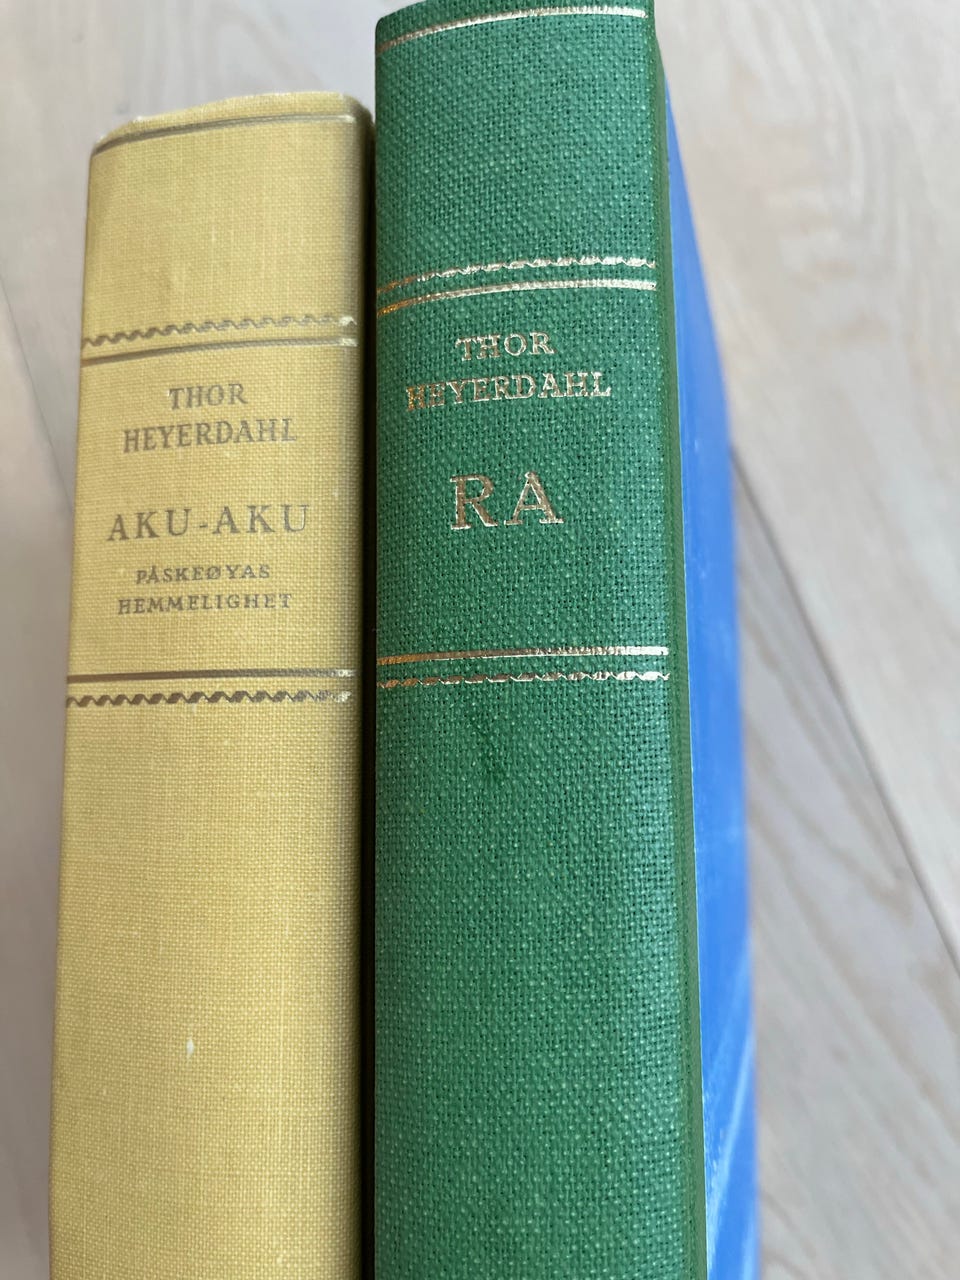 THOR
HEYERDAHL
AKU-AKU
PÅSKEØYAS
HEMMELIGHET
THOR
HEYERDAHL
RA